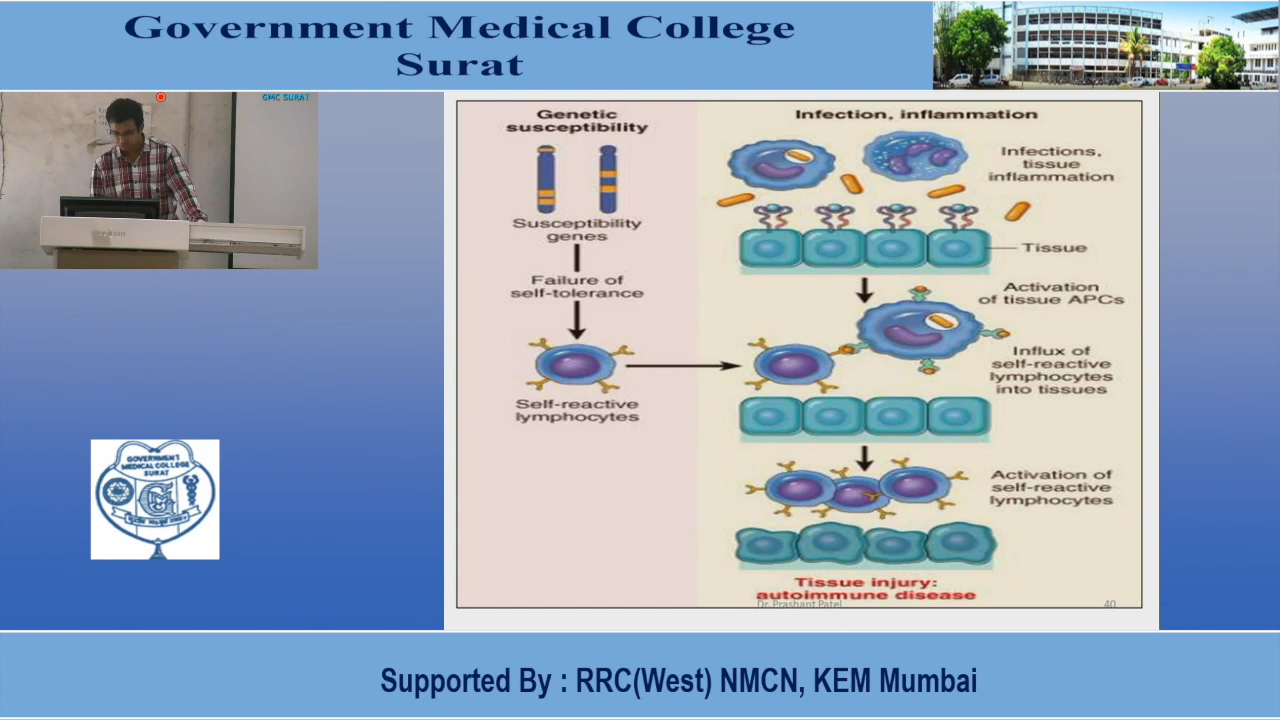 Government Medical College
Surat
GMC SURAT
Genetic
susceptibility
Susceptibility
genes
Failure of
self-tolerance
Self-reactive
lymphocytes
Infection, inflammation
Infections,
tissue
inflammation
Tissue
Activation
of tissue APCs
Influx of
self-reactive
lymphocytes
into tissues
Activation of
self-reactive
lymphocytes
Tissue injury:
autoimmune disease
Dr. Prashant Patel
40
GOVERNMENT
MEDICAL COLLEGE
SURAT
Supported By : RRC(West) NMCN, KEM Mumbai